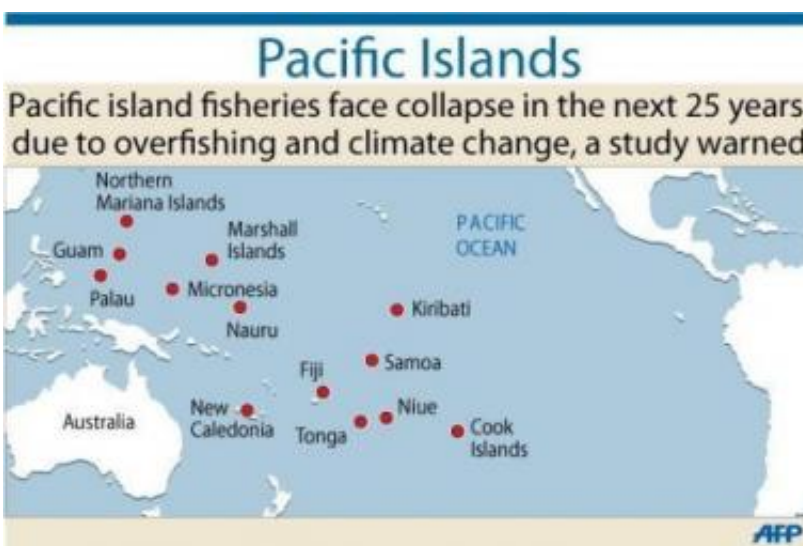 Pacific Islands
Pacific island fisheries face collapse in the next 25 years
due to overfishing and climate change, a study warned
Northern
Mariana Islands
Marshall
Islands
PACIFIC
OCEAN
Guam
Palau
Micronesia
Nauru
Kiribati
Samoa
Fiji
Australia
New
Caledonia
Tonga
Niue
Cook
Islands
AFP